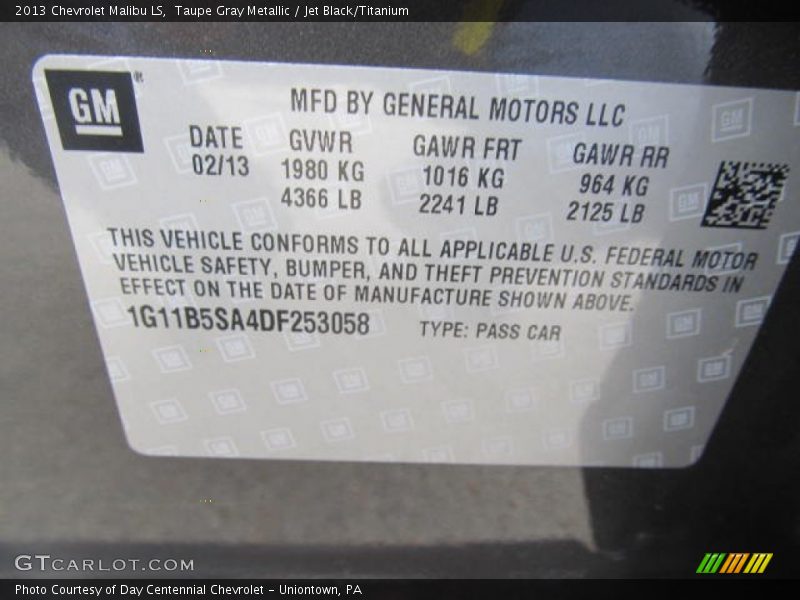 2013 Chevrolet Malibu LS, Taupe Gray Metallic / Jet Black/Titanium
GM®
MFD BY GENERAL MOTORS LLC
DATE GVWR GAWR FRT GAWR RR
02/13 1980 KG 1016 KG 964 KG
4366 LB 2241 LB 2125 LB
THIS VEHICLE CONFORMS TO ALL APPLICABLE U.S. FEDERAL MOTOR
VEHICLE SAFETY, BUMPER, AND THEFT PREVENTION STANDARDS IN
EFFECT ON THE DATE OF MANUFACTURE SHOWN ABOVE.
1G11B5SA4DF253058 TYPE: PASS CAR
GTCARLOT.COM
Photo Courtesy of Day Centennial Chevrolet - Uniontown, PA